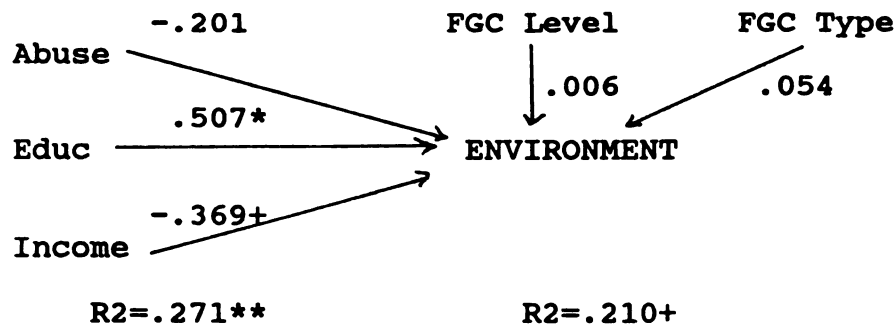 -.201 FGC Level FGC Type
Abuse
.006 .054
.507*
Educ ENVIRONMENT
-.369+
Income
R2=.271** R2=.210+